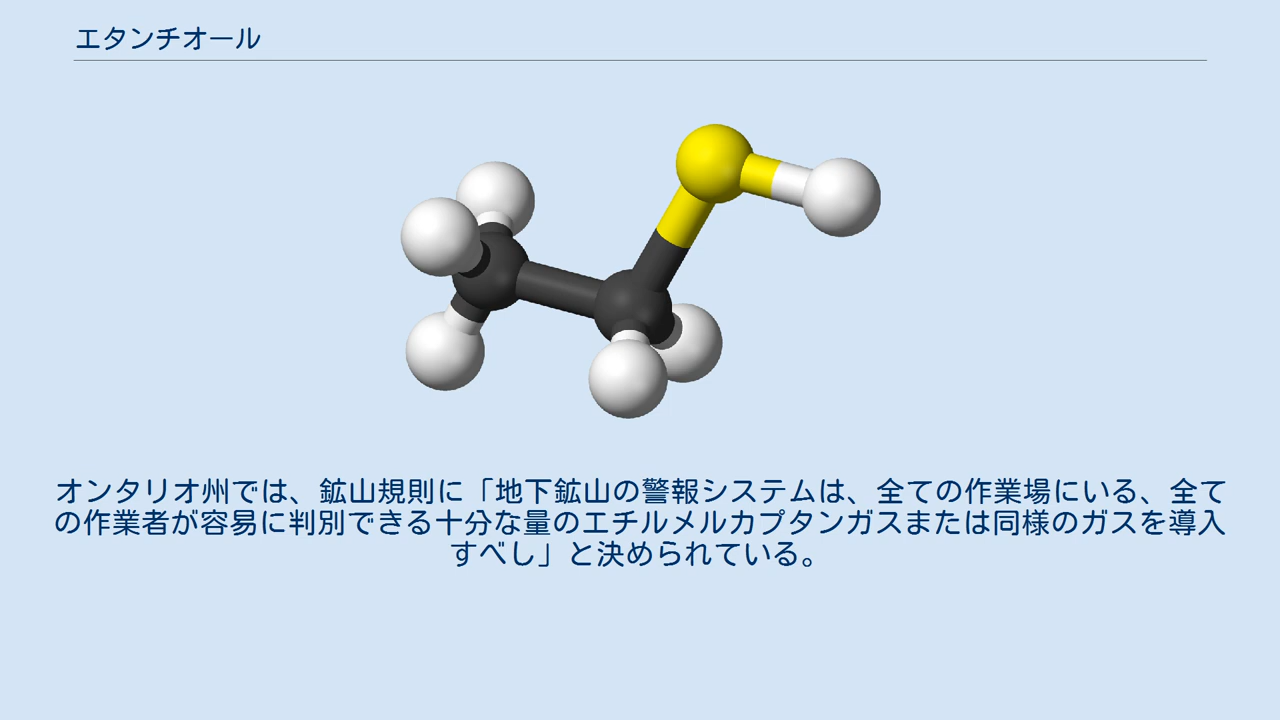 エタンチオール
オンタリオ州では、鉱山規則に「地下鉱山の警報システムは、全ての作業場にいる、全て
の作業者が容易に判別できる十分な量のエチルメルカプタンガスまたは同様のガスを導入
すべし」と決められている。